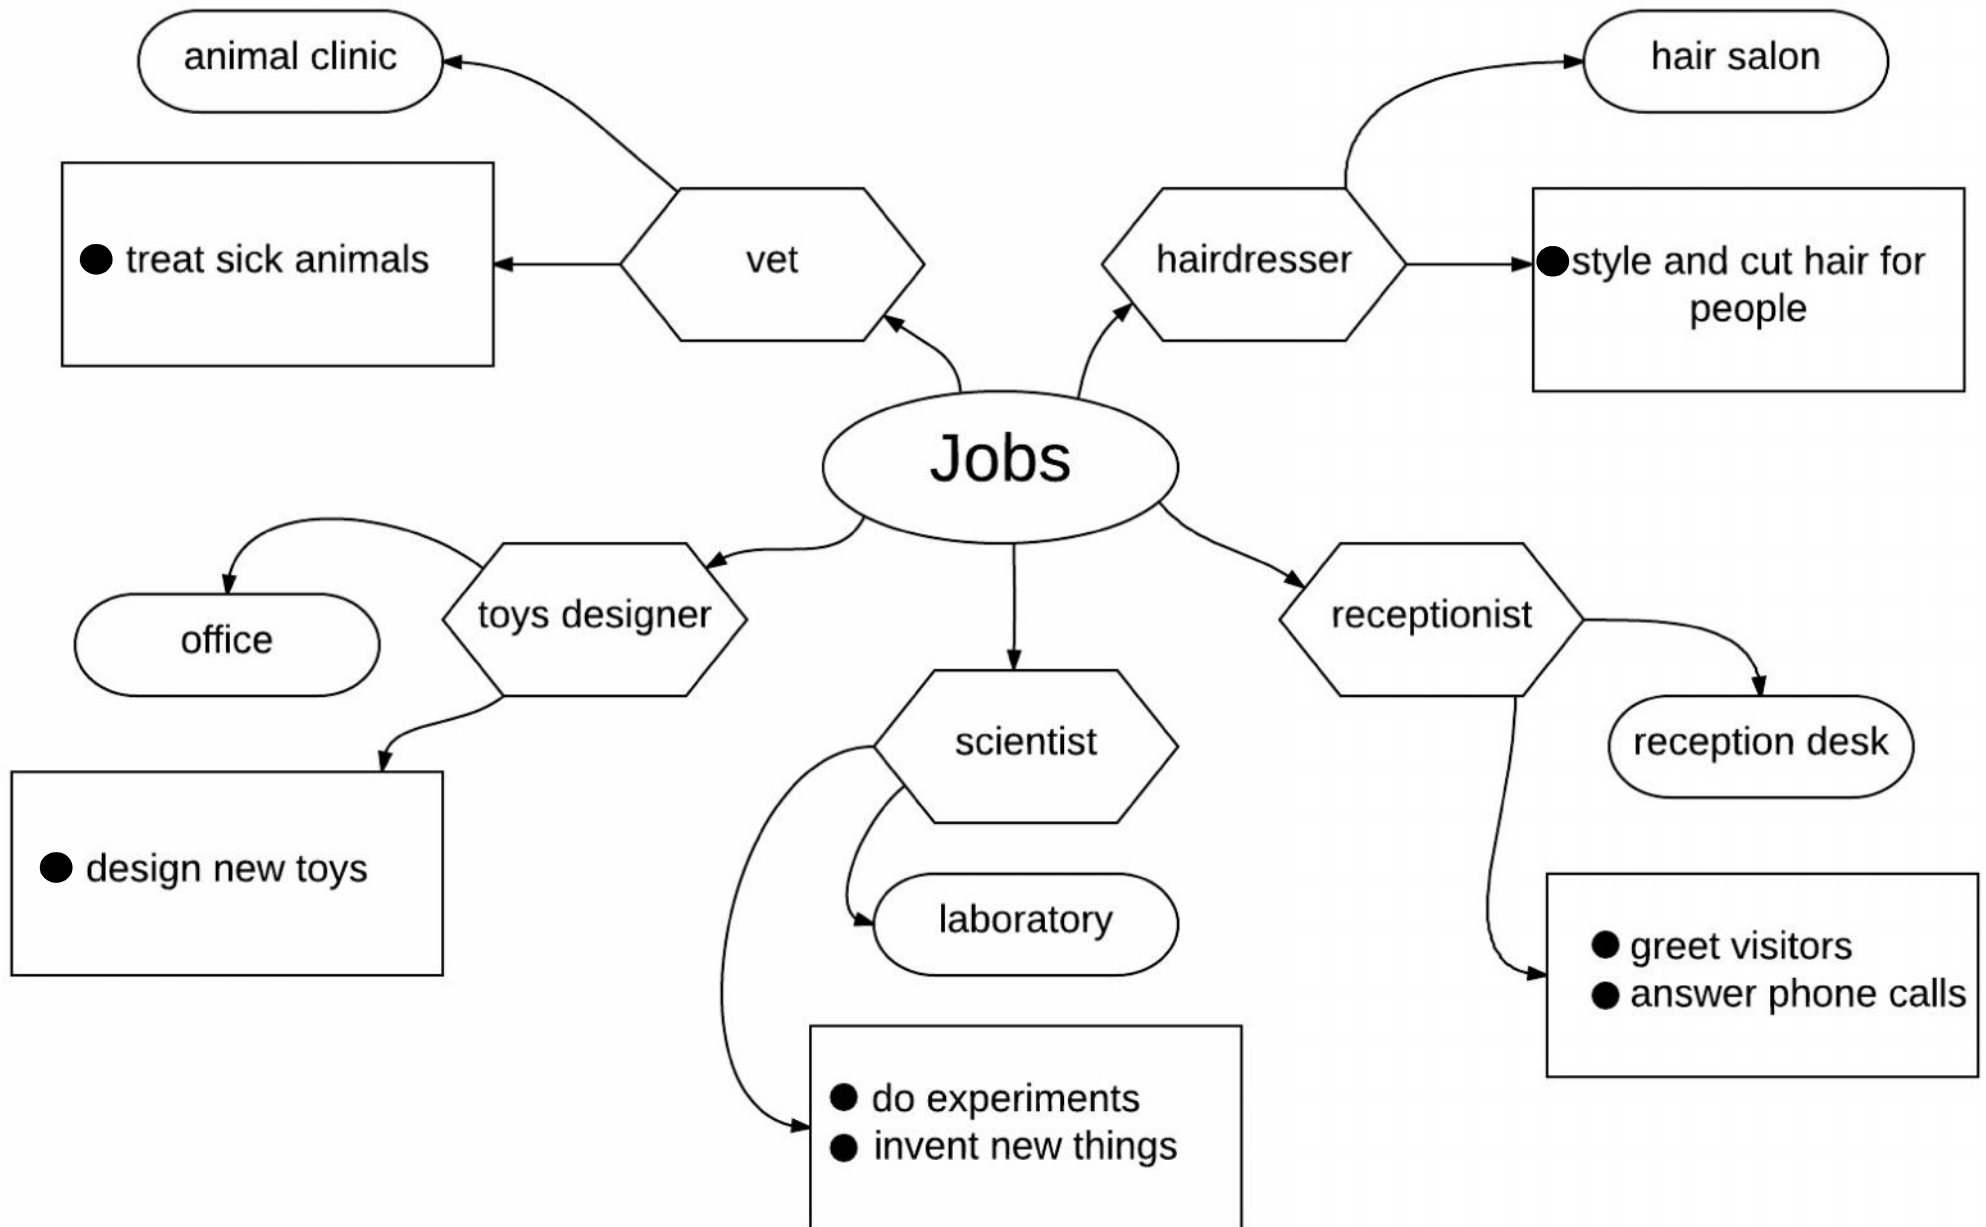 animal clinic
hair salon
● treat sick animals
vet
hairdresser
● style and cut hair for
people
Jobs
office
toys designer
receptionist
scientist
reception desk
● design new toys
laboratory
● greet visitors
● answer phone calls
● do experiments
● invent new things